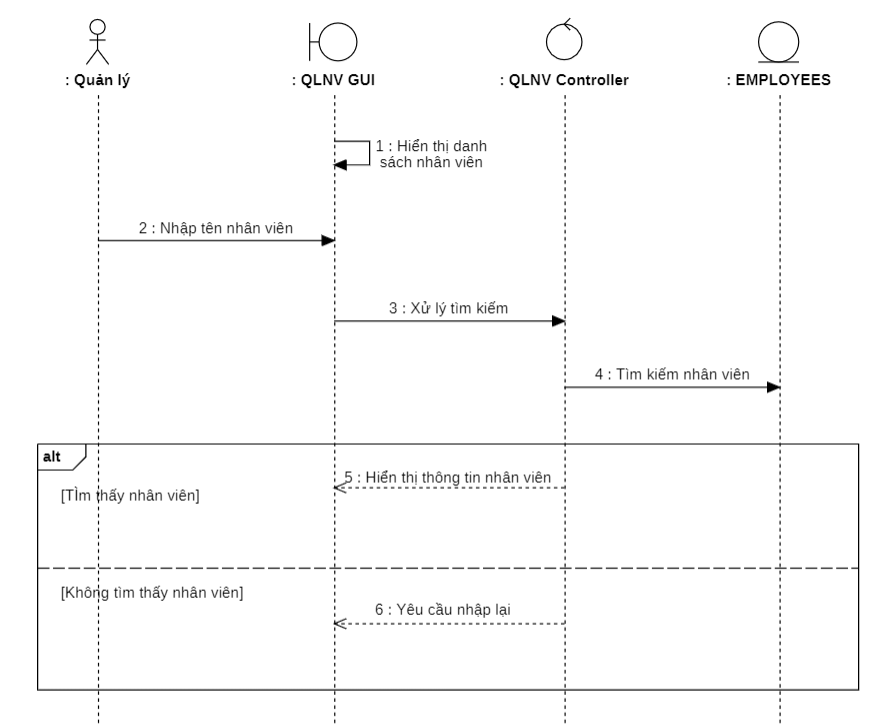 : Quản lý
: QLNV GUI
: QLNV Controller
: EMPLOYEES
1 : Hiển thị danh
sách nhân viên
2 : Nhập tên nhân viên
3 : Xử lý tìm kiếm
4 : Tìm kiếm nhân viên
alt
5 : Hiển thị thông tin nhân viên
[TÌm thấy nhân viên]
[Không tìm thấy nhân viên]
6 : Yêu cầu nhập lại